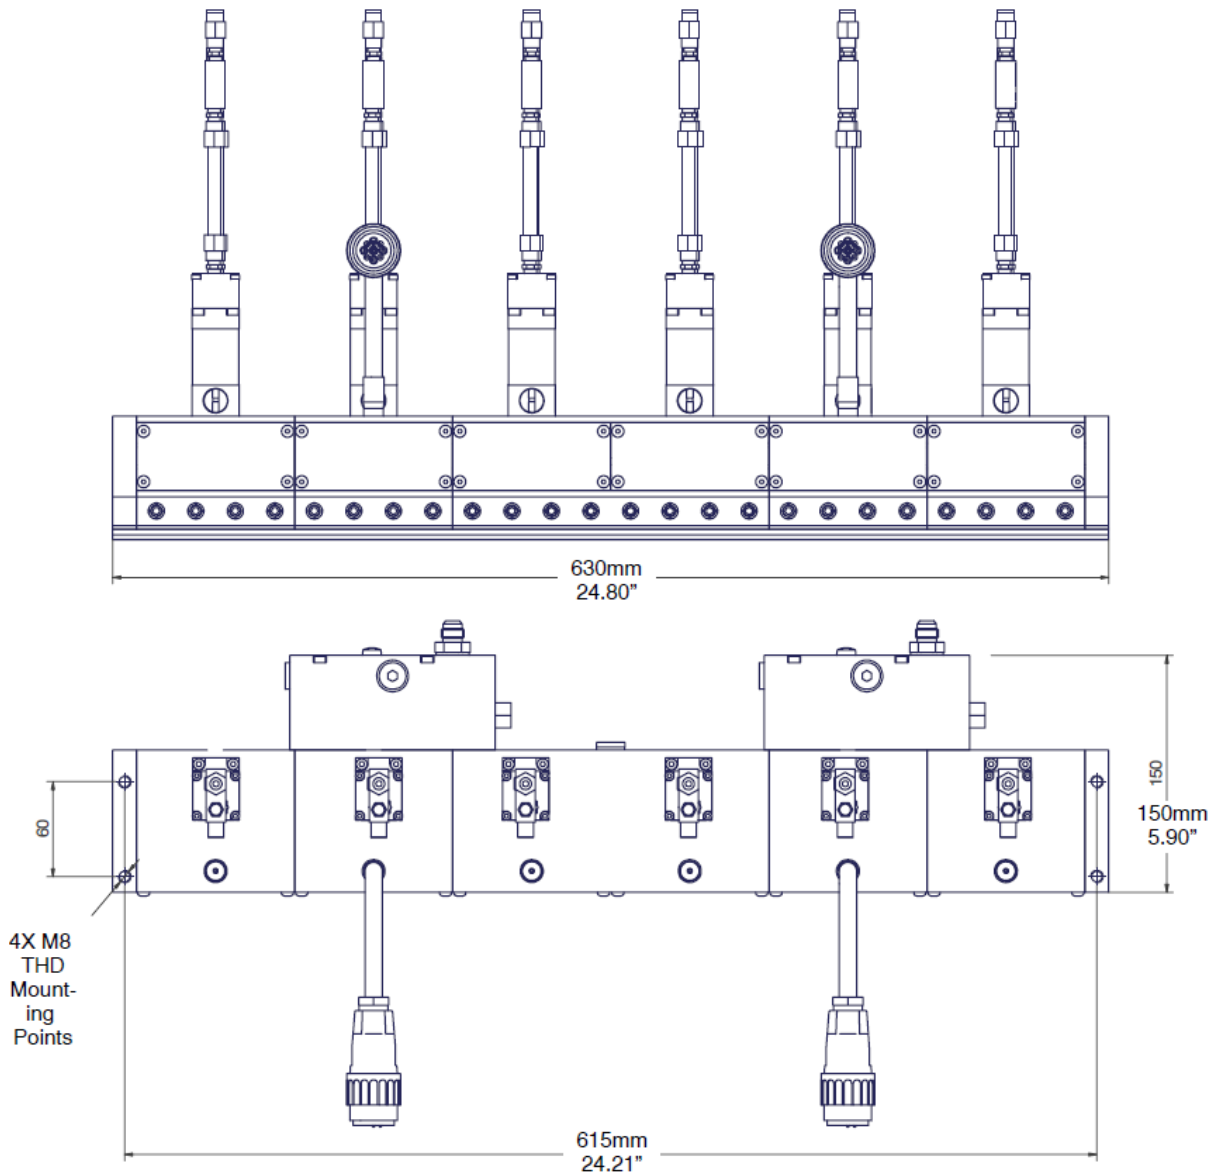 630mm
24.80”
60
150
150mm
5.90”
4X M8
THD
Mount-
ing
Points
615mm
24.21”